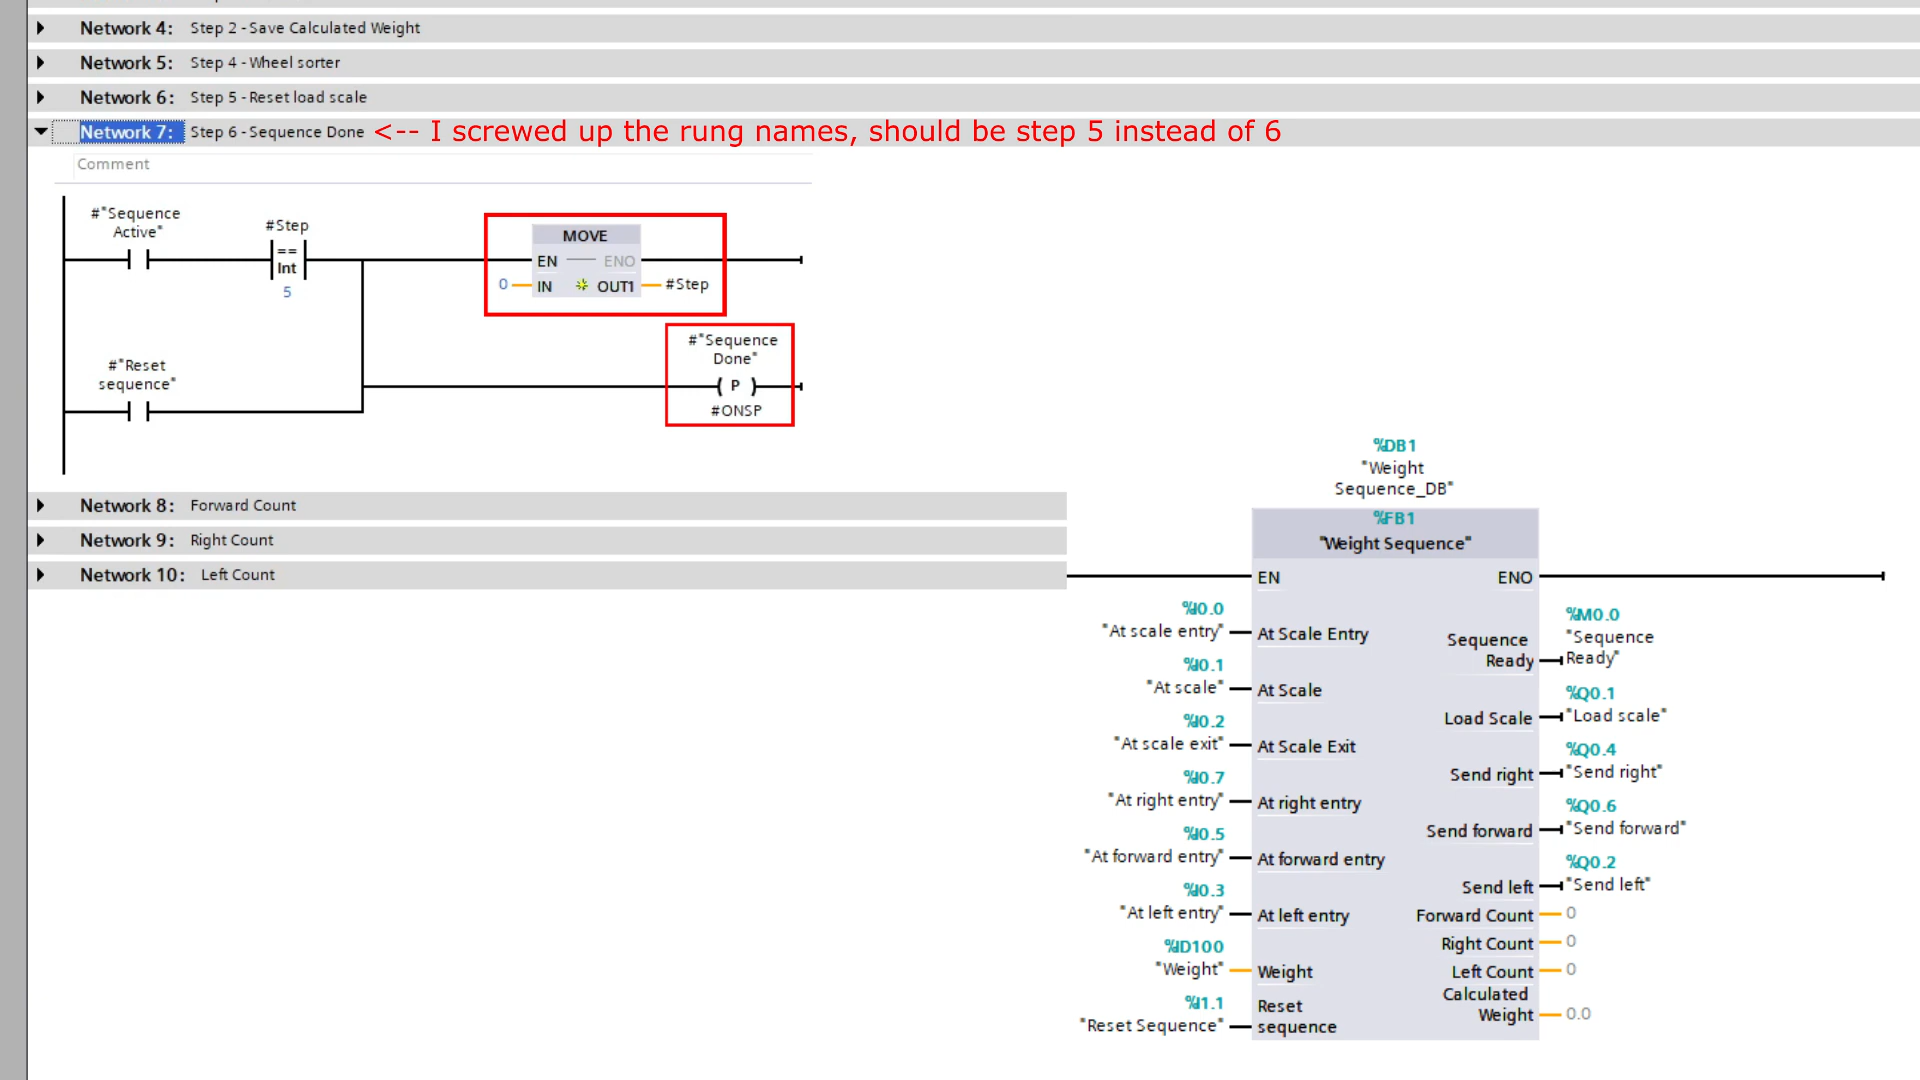 Network 4: Step 2 - Save Calculated Weight
Network 5: Step 4 - Wheel sorter
Network 6: Step 5 - Reset load scale
Network 7: Step 6 - Sequence Done <-- I screwed up the rung names, should be step 5 instead of 6
Comment
#"Sequence
Active"
#Step
==
Int
5
MOVE
EN ENO
0 IN OUT1 #Step
#"Reset
sequence"
#"Sequence
Done"
( P )
#ONSP
Network 8: Forward Count
Network 9: Right Count
Network 10: Left Count
%DB1
"Weight
Sequence_DB"
%FB1
"Weight Sequence"
EN ENO
%I0.0
"At scale entry" At Scale Entry
%I0.1
"At scale" At Scale
%I0.2
"At scale exit" At Scale Exit
%I0.7
"At right entry" At right entry
%I0.5
"At forward entry" At forward entry
%I0.3
"At left entry" At left entry
%ID100
"Weight" Weight
%I1.1
"Reset Sequence" Reset
sequence
Sequence
Ready
%M0.0
"Sequence
Ready"
%Q0.1
Load Scale "Load scale"
%Q0.4
Send right "Send right"
%Q0.6
Send forward "Send forward"
%Q0.2
Send left "Send left"
Forward Count 0
Right Count 0
Left Count 0
Calculated
Weight 0.0